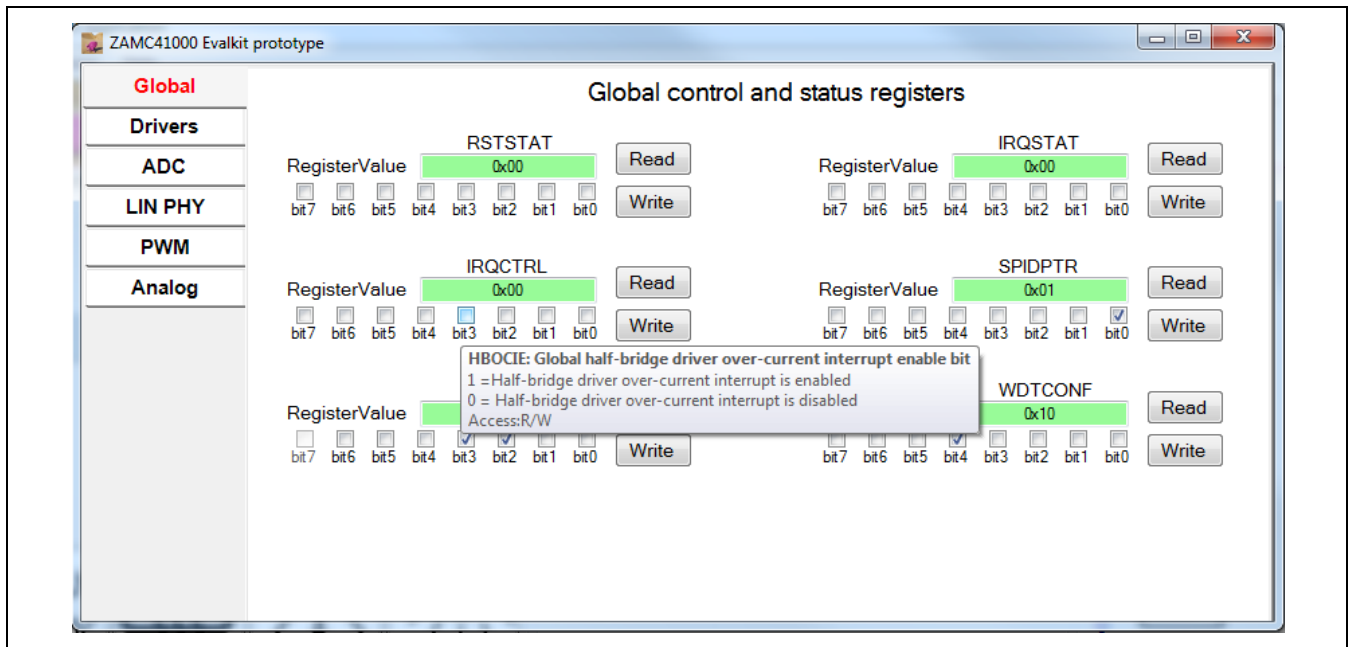 ZAMC41000 Evalkit prototype
Global
Drivers
ADC
LIN PHY
PWM
Analog
Global control and status registers
RSTSTAT
RegisterValue 0x00 Read
bit7 bit6 bit5 bit4 bit3 bit2 bit1 bit0 Write
IRQSTAT
RegisterValue 0x00 Read
bit7 bit6 bit5 bit4 bit3 bit2 bit1 bit0 Write
IRQCTRL
RegisterValue 0x00 Read
bit7 bit6 bit5 bit4 bit3 bit2 bit1 bit0 Write
SPIDPTR
RegisterValue 0x01 Read
bit7 bit6 bit5 bit4 bit3 bit2 bit1 bit0 Write
HBOCIE: Global half-bridge driver over-current interrupt enable bit
1 =Half-bridge driver over-current interrupt is enabled
0 = Half-bridge driver over-current interrupt is disabled
Access:R/W
RegisterValue
bit7 bit6 bit5 bit4 bit3 bit2 bit1 bit0 Write
WDTCONF
0x10 Read
bit7 bit6 bit5 bit4 bit3 bit2 bit1 bit0 Write